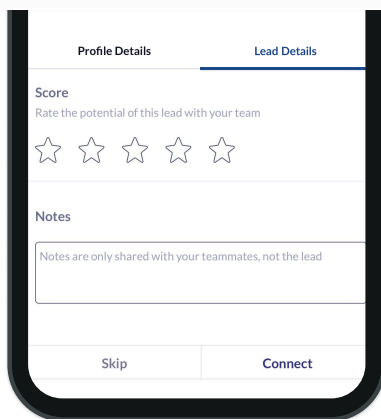 Profile Details
Lead Details
Score
Rate the potential of this lead with your team
Notes
Notes are only shared with your teammates, not the lead
Skip
Connect